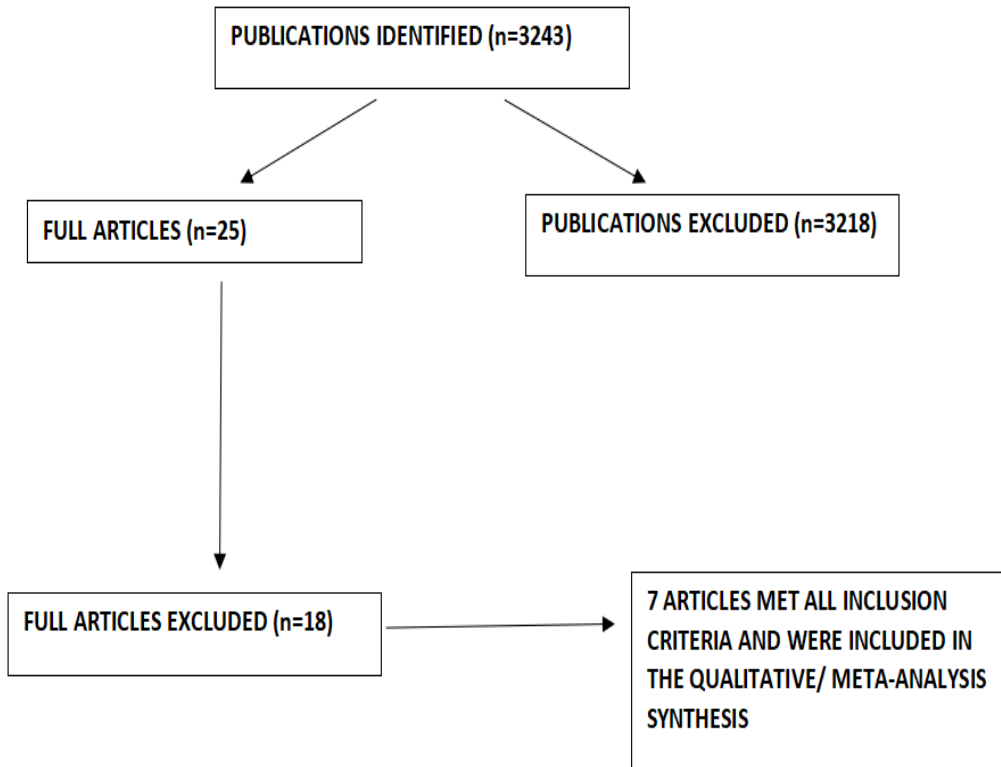 PUBLICATIONS IDENTIFIED (n=3243)
FULL ARTICLES (n=25)
PUBLICATIONS EXCLUDED (n=3218)
FULL ARTICLES EXCLUDED (n=18)
7 ARTICLES MET ALL INCLUSION
CRITERIA AND WERE INCLUDED IN
THE QUALITATIVE/ META-ANALYSIS
SYNTHESIS